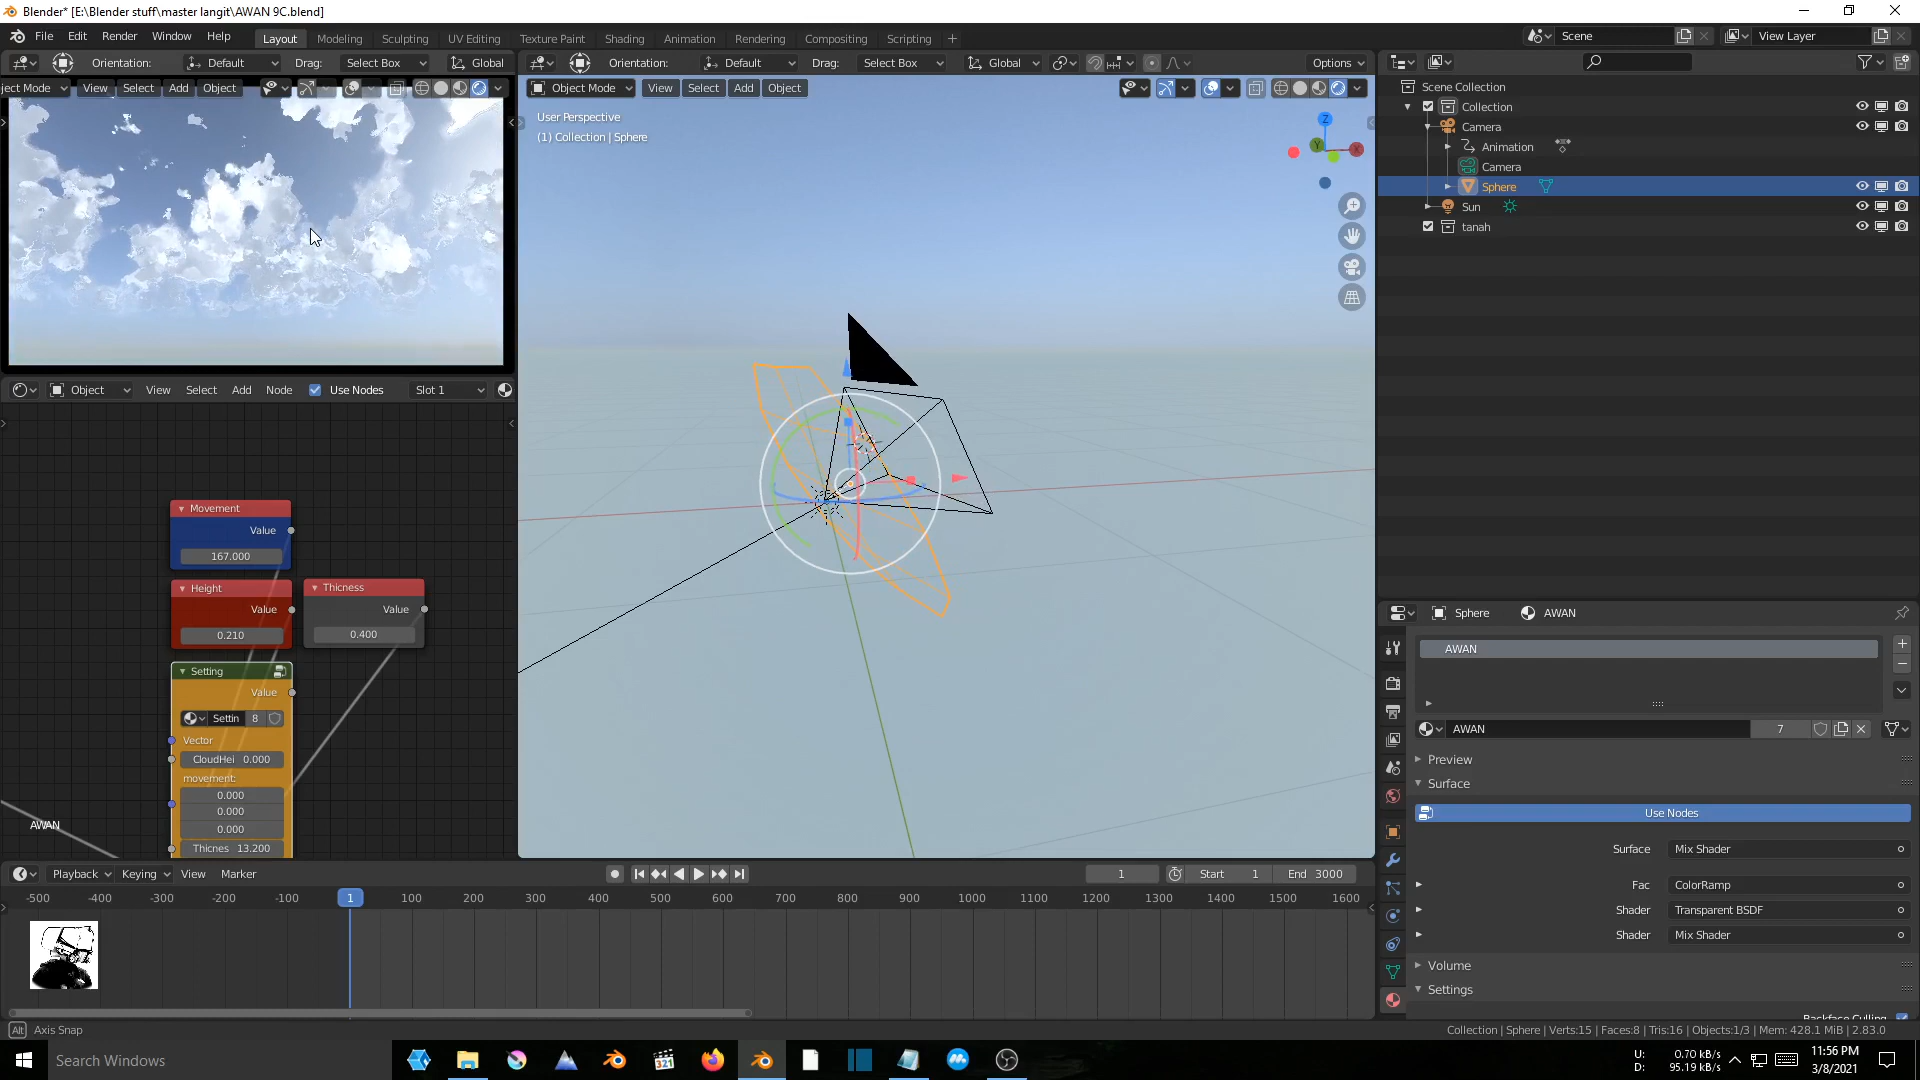 Blender* [E:\Blender stuff\master langit\AWAN 9C.blend]
File Edit Render Window Help
Layout Modeling Sculpting UV Editing Texture Paint Shading Animation Rendering Compositing Scripting +
Scene
View Layer
Orientation: Default Drag: Select Box Global
Orientation: Default Drag: Select Box Global Options
ject Mode View Select Add Object
Object Mode View Select Add Object
User Perspective
(1) Collection | Sphere
Z
Y
X
Scene Collection
Collection
Camera
Animation
Camera
Sphere
Sun
tanah
Object View Select Add Node Use Nodes Slot 1
Movement
Value
167.000
Height
Value
0.210
Thicness
Value
0.400
Setting
Value
Settin 8
Vector
CloudHei 0.000
movement:
0.000
0.000
0.000
Thicnes 13.200
AWAN
Sphere AWAN
AWAN
AWAN 7
Preview
Surface
Use Nodes
Surface Mix Shader
Fac ColorRamp
Shader Transparent BSDF
Shader Mix Shader
Volume
Settings
Backface Culling
Playback Keying View Marker
1 Start 1 End 3000
-500 -400 -300 -200 -100 1 100 200 300 400 500 600 700 800 900 1000 1100 1200 1300 1400 1500 1600
Alt Axis Snap
Collection | Sphere | Verts:15 | Faces:8 | Tris:16 | Objects:1/3 | Mem: 428.1 MiB | 2.83.0
Search Windows
321
U: 0.70 kB/s
D: 95.19 kB/s
11:56 PM
3/8/2021